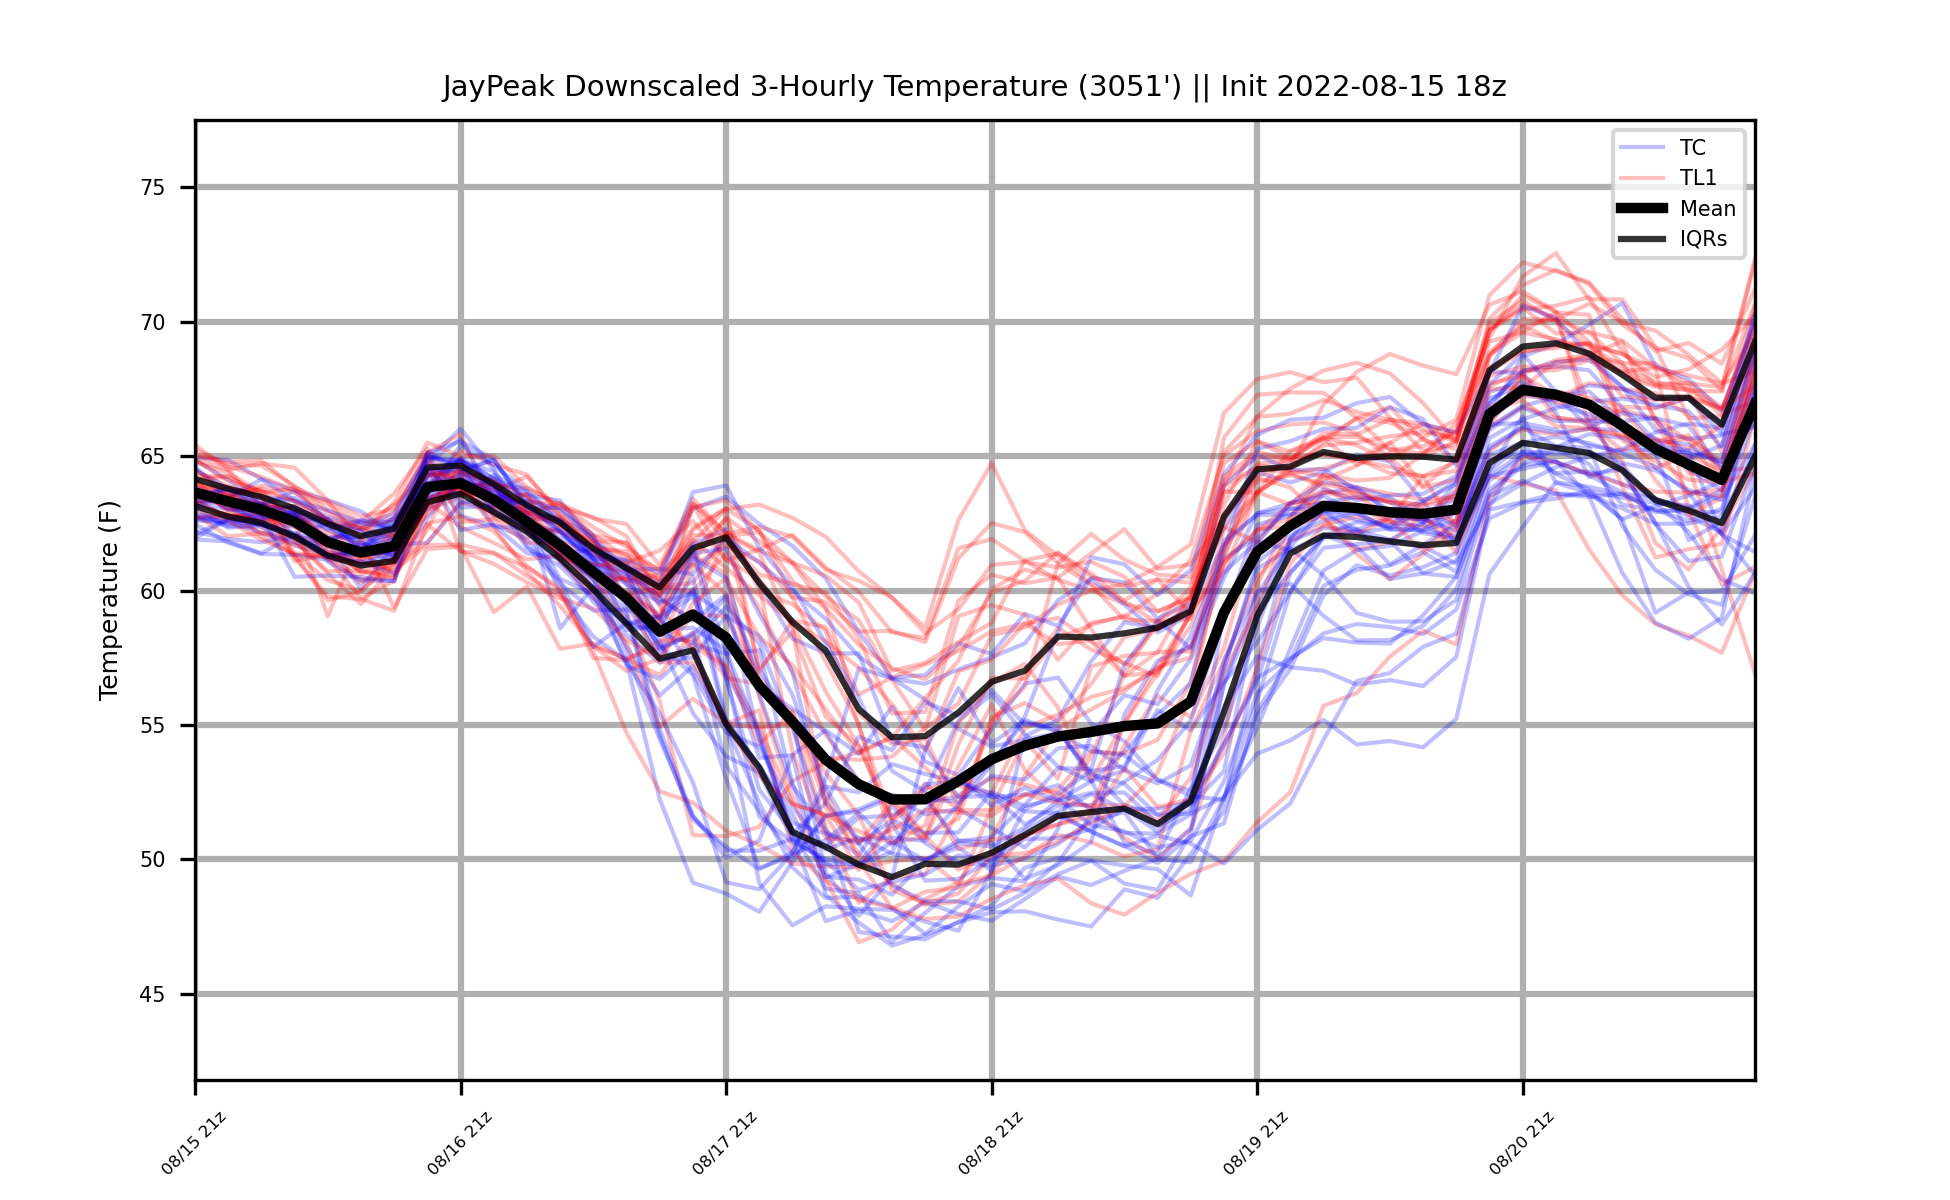 JayPeak Downscaled 3-Hourly Temperature (3051') || Init 2022-08-15 18z
TC
TL1
Mean
IQRs
Temperature (F)
75
70
65
60
55
50
45
08/15 21z
08/16 21z
08/17 21z
08/18 21z
08/19 21z
08/20 21z